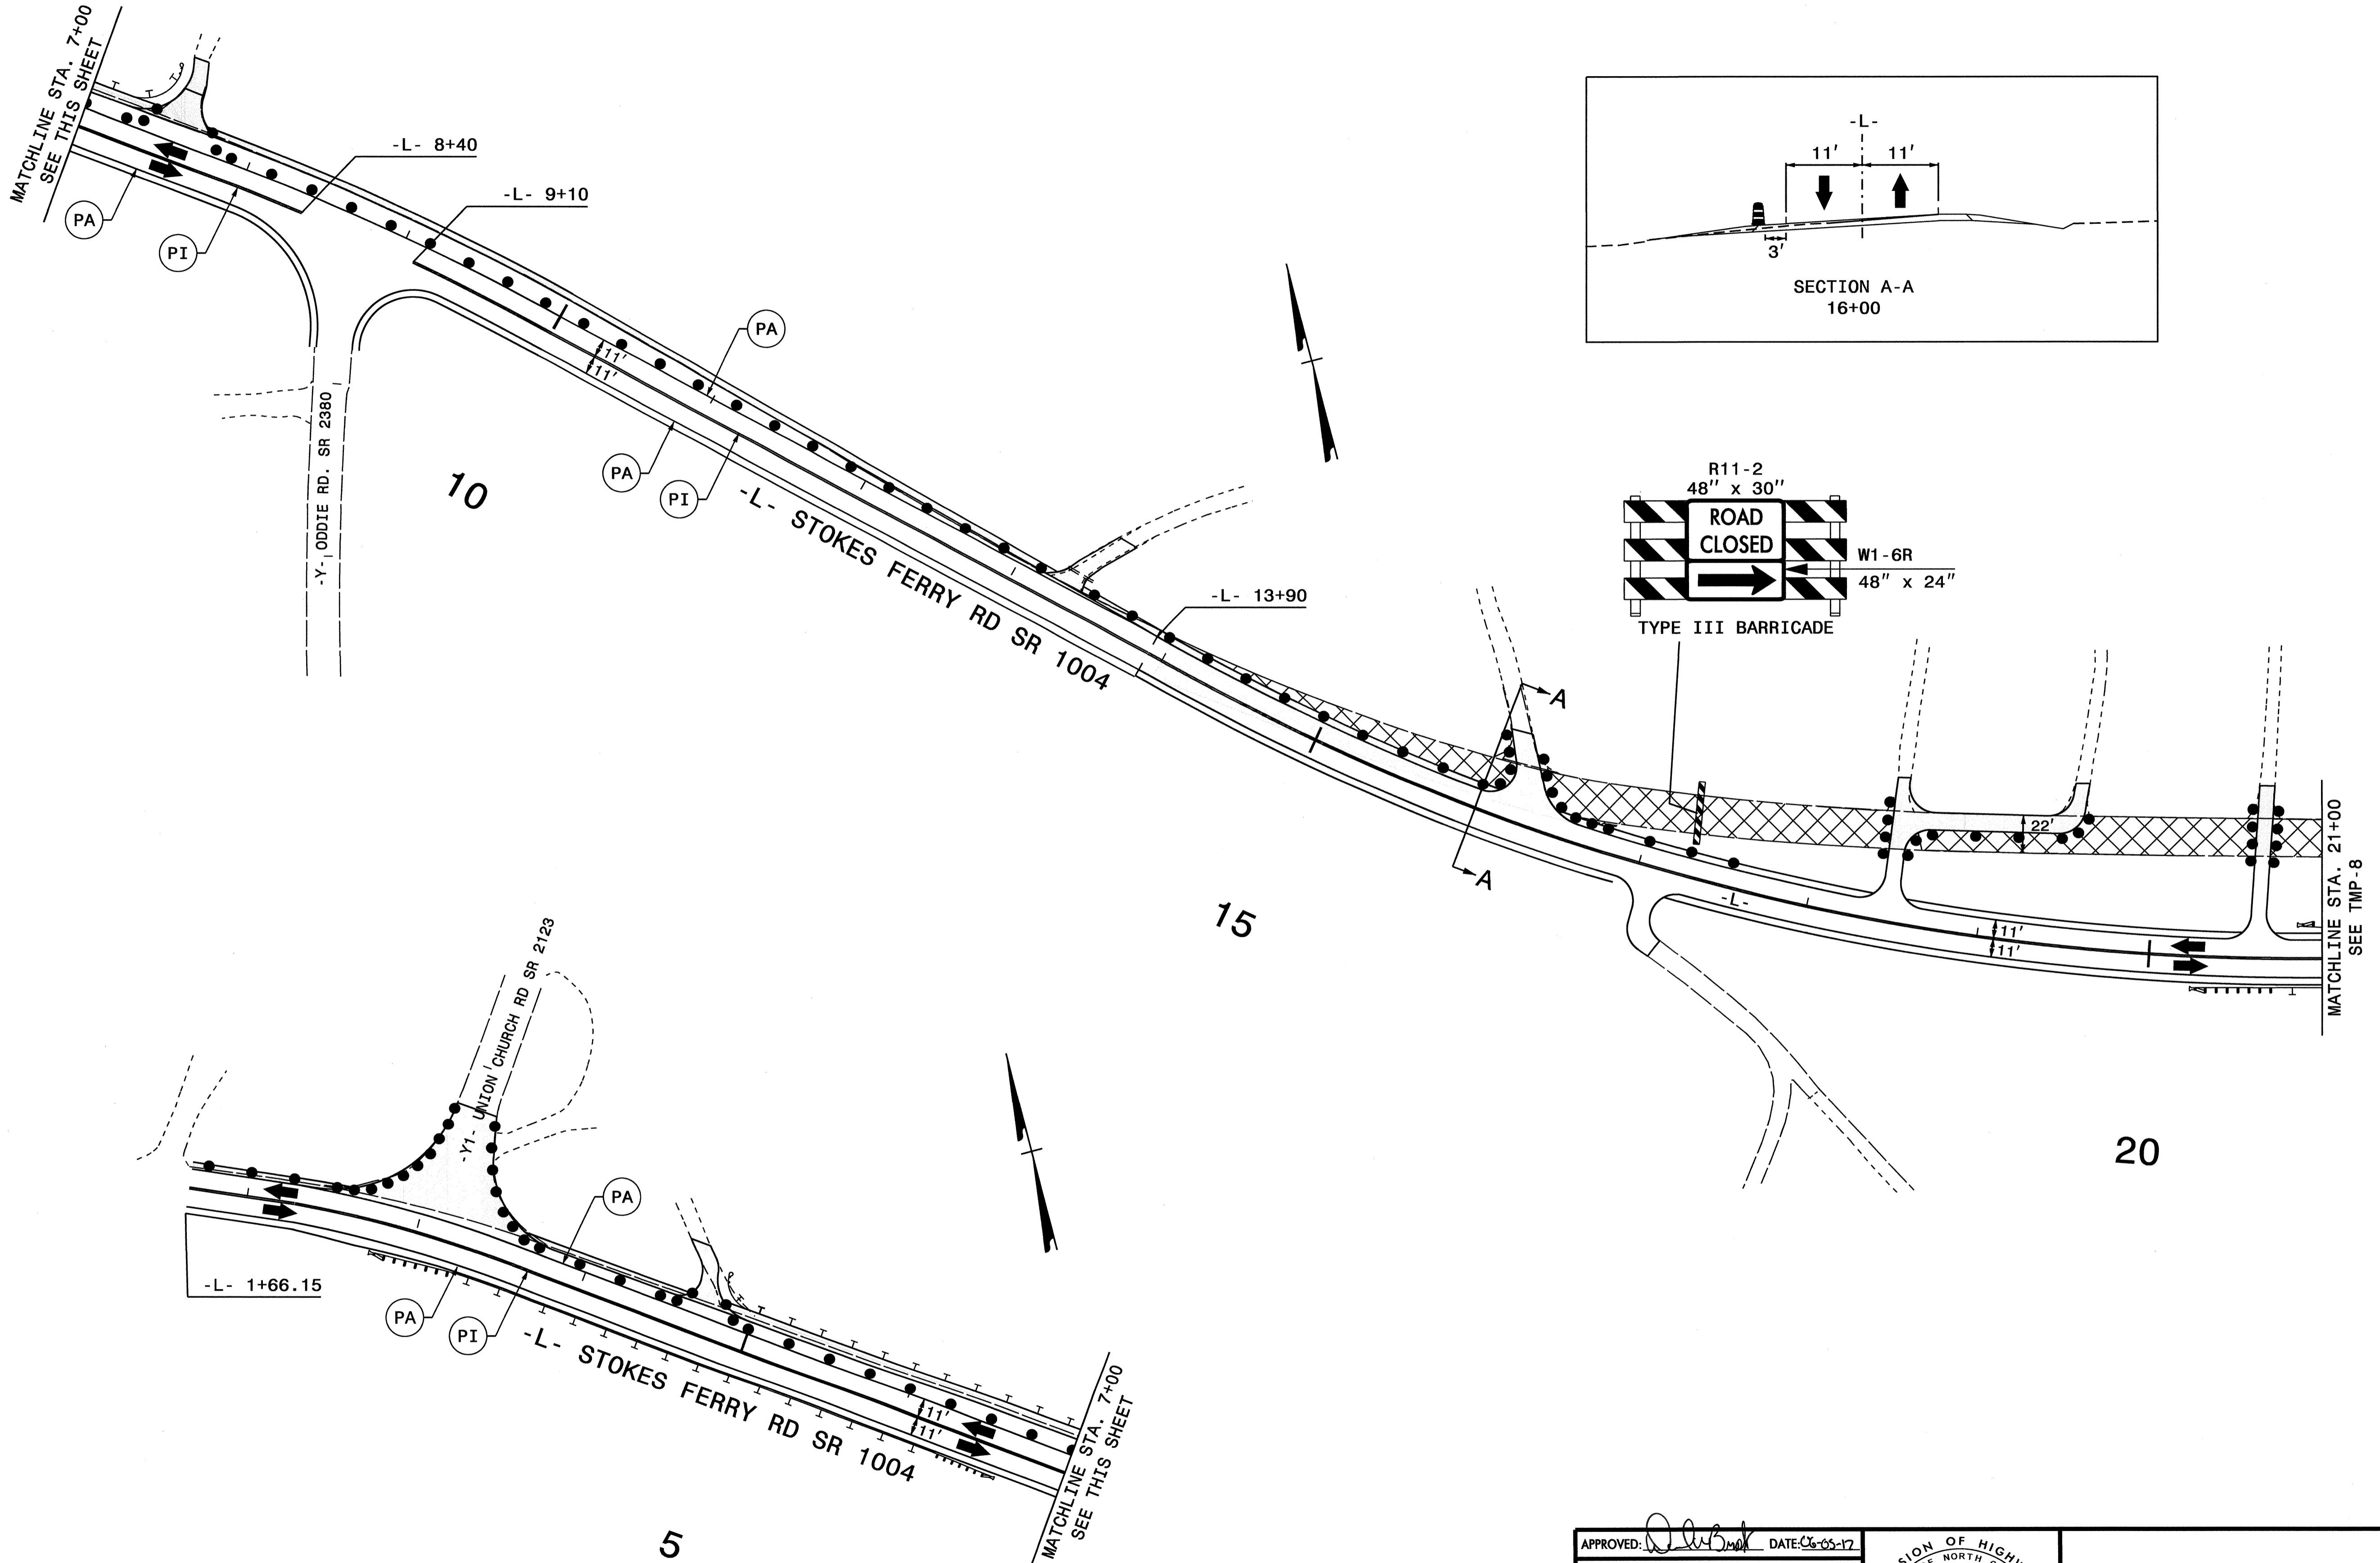 MATCHLINE STA. 7+00
SEE THIS SHEET
-L- 8+40
-L- 9+10
PA
PI
-Y- ODDIE RD. SR 2380
10
11'
11'
PA
PA
PI
-L- STOKES FERRY RD SR 1004
-L- 13+90
-L-
11'
11'
3'
SECTION A-A
16+00
R11-2
48" x 30"
ROAD
CLOSED
W1-6R
48" x 24"
TYPE III BARRICADE
A
A
15
22'
-L-
11'
11'
MATCHLINE STA. 21+00
SEE TMP-8
20
-Y1- UNION CHURCH RD SR 2123
-L- 1+66.15
PA
PA
PI
-L- STOKES FERRY RD SR 1004
11'
11'
MATCHLINE STA. 7+00
SEE THIS SHEET
5
APPROVED:
DATE:
OF HIGHW
NORTH